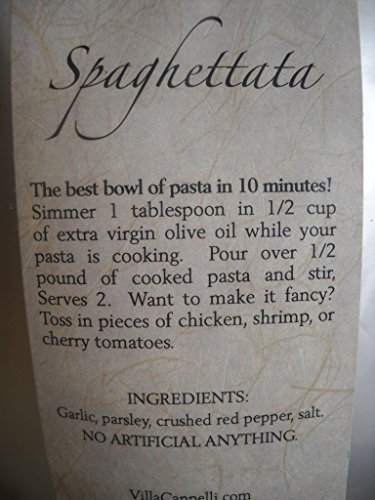 Spaghettata
The best bowl of pasta in 10 minutes!
Simmer 1 tablespoon in 1/2 cup
of extra virgin olive oil while your
pasta is cooking. Pour over 1/2
pound of cooked pasta and stir,
Serves 2. Want to make it fancy?
Toss in pieces of chicken, shrimp, or
cherry tomatoes.
INGREDIENTS:
Garlic, parsley, crushed red pepper, salt.
NO ARTIFICIAL ANYTHING.
VillaCappelli.com